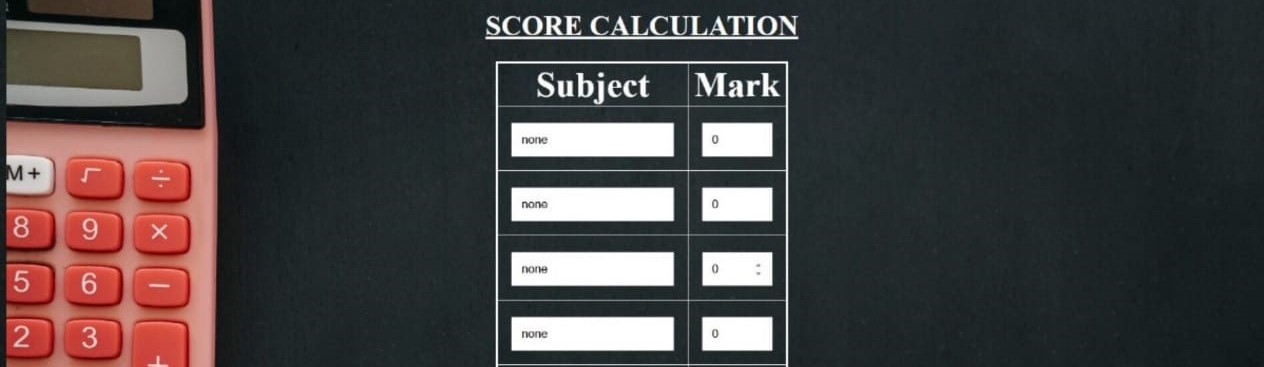 SCORE CALCULATION
Subject Mark
none 0
none 0
none 0
none 0
M+ √ ÷
8 9 ×
5 6 −
2 3
+